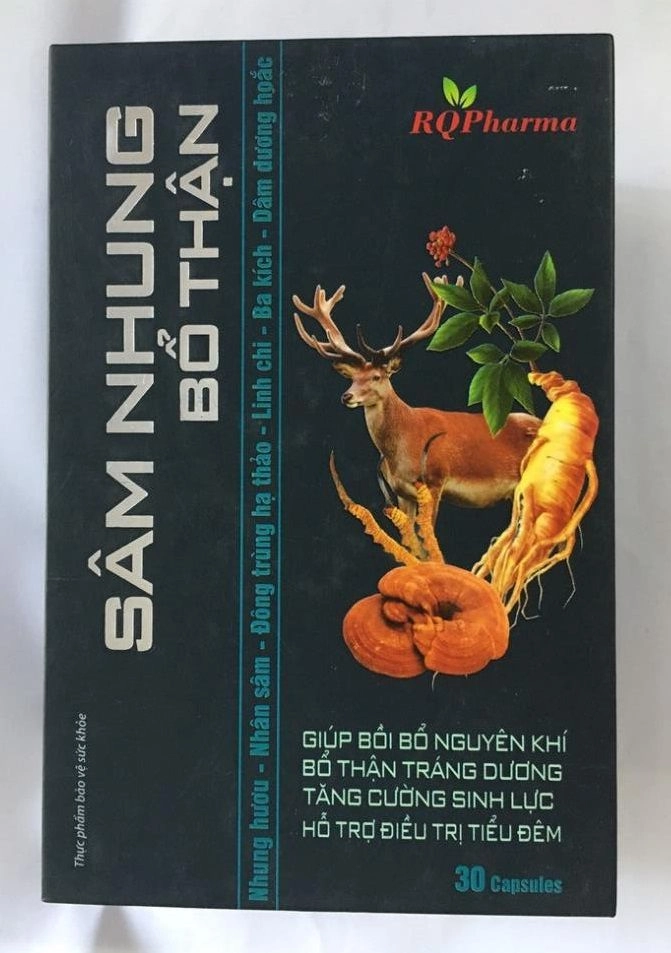 RQPharma
SÂM NHUNG
BỔ THẬN
Nhung hươu - Nhân sâm - Đông trùng hạ thảo - Linh chi - Ba kích - Dâm dương hoắc
Thực phẩm bảo vệ sức khỏe
GIÚP BỒI BỔ NGUYÊN KHÍ
BỔ THẬN TRÁNG DƯƠNG
TĂNG CƯỜNG SINH LỰC
HỖ TRỢ ĐIỀU TRỊ TIỂU ĐÊM
30 Capsules